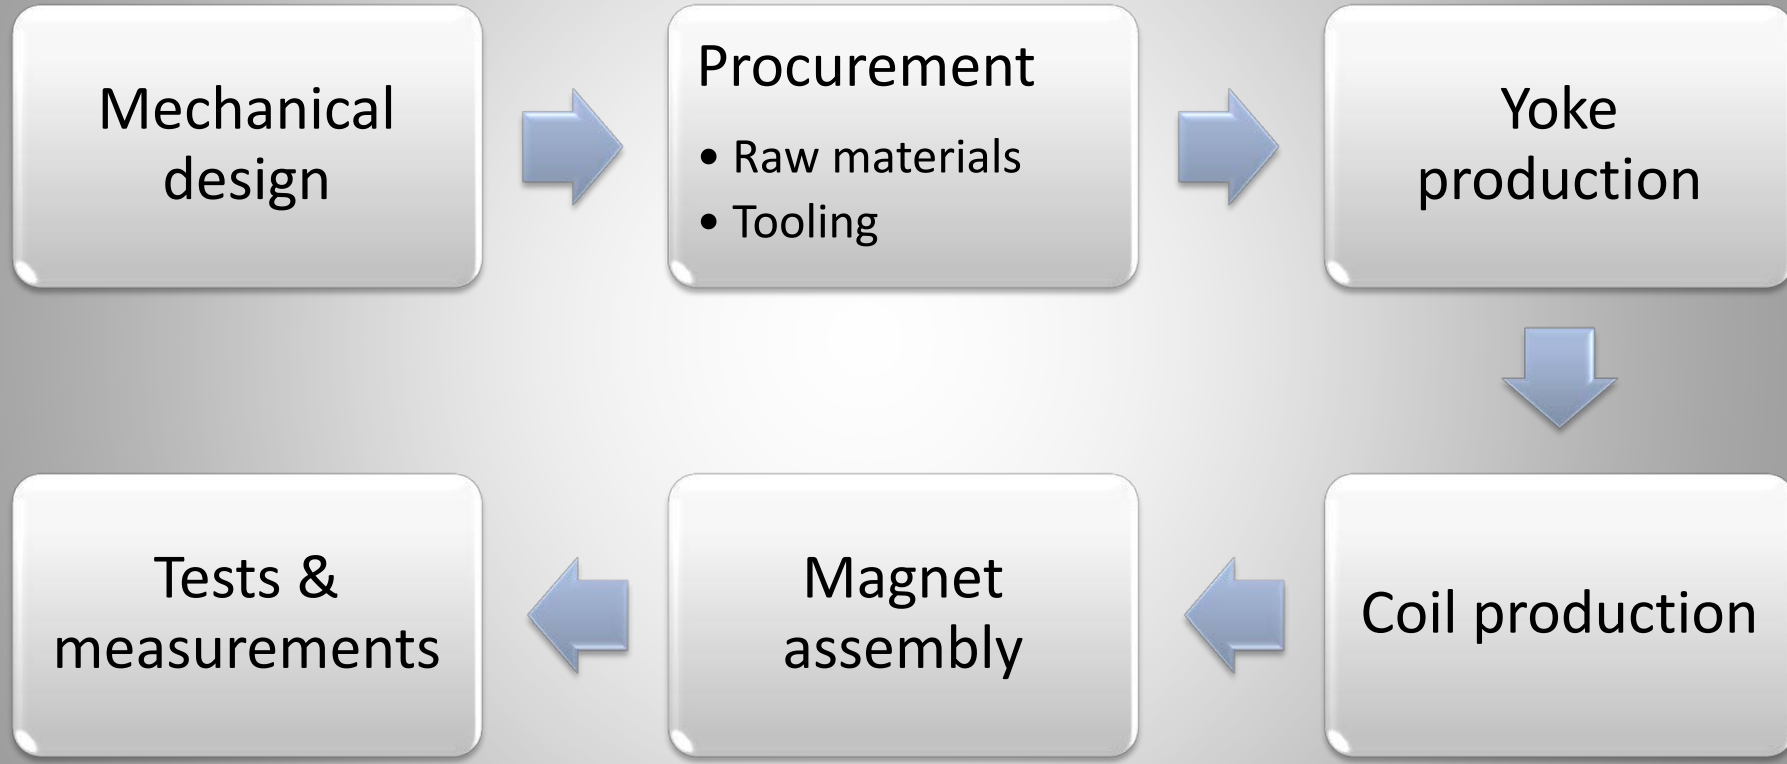 Mechanical
design
Procurement
• Raw materials
• Tooling
Yoke
production
Coil production
Magnet
assembly
Tests &
measurements